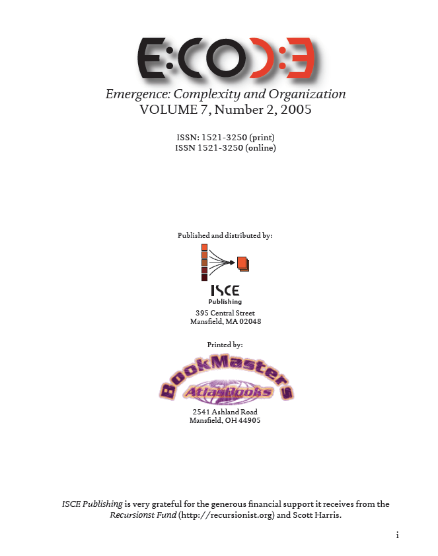 E:CO
Emergence: Complexity and Organization
VOLUME 7, Number 2, 2005
ISSN: 1521-3250 (print)
ISSN 1521-3250 (online)
Published and distributed by:
ISCE
Publishing
395 Central Street
Mansfield, MA 02048
Printed by:
BookMasters
AtlasBooks
2541 Ashland Road
Mansfield, OH 44905
ISCE Publishing is very grateful for the generous financial support it receives from the
Recursionst Fund (http://recursionist.org) and Scott Harris.
i